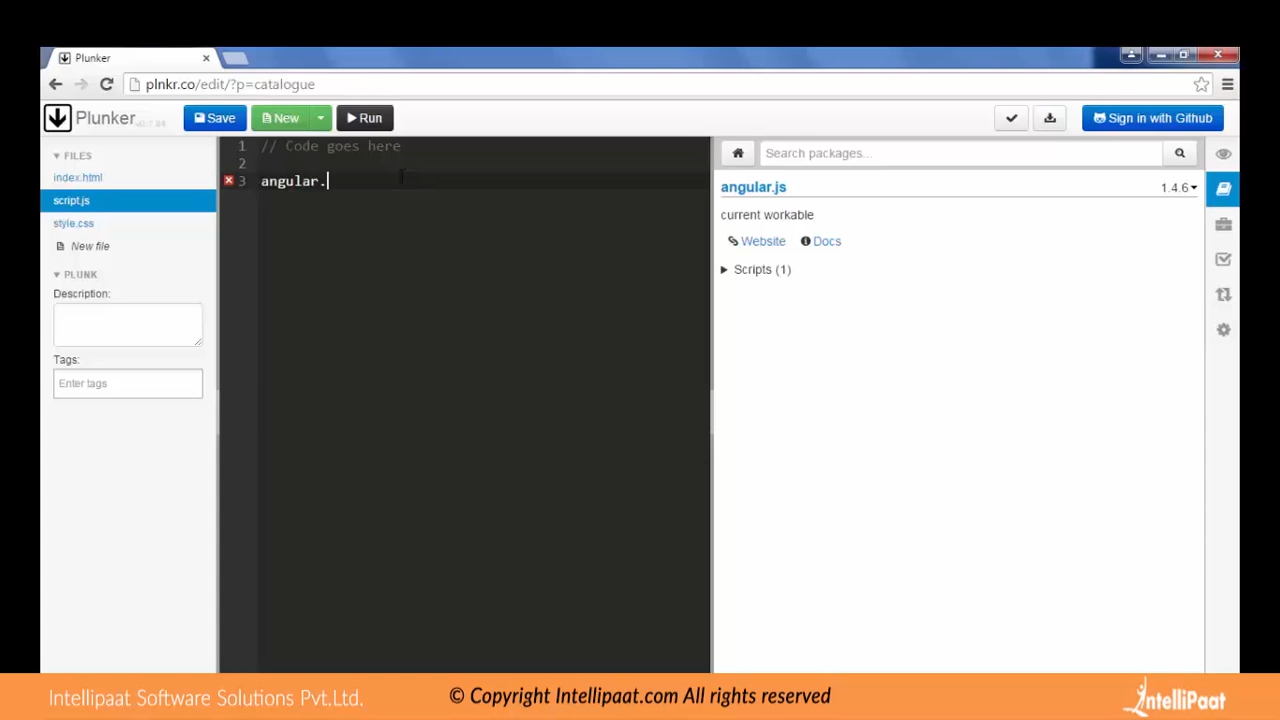 Plunker
plnkr.co/edit/?p=catalogue
Plunker
Save
New
Run
Sign in with Github
FILES
index.html
script.js
style.css
New file
PLUNK
Description:
Tags:
Enter tags
1 // Code goes here
2
3 angular.
Search packages...
angular.js 1.4.6
current workable
Website Docs
Scripts (1)
Intellipaat Software Solutions Pvt.Ltd.
© Copyright Intellipaat.com All rights reserved
IntelliPaat